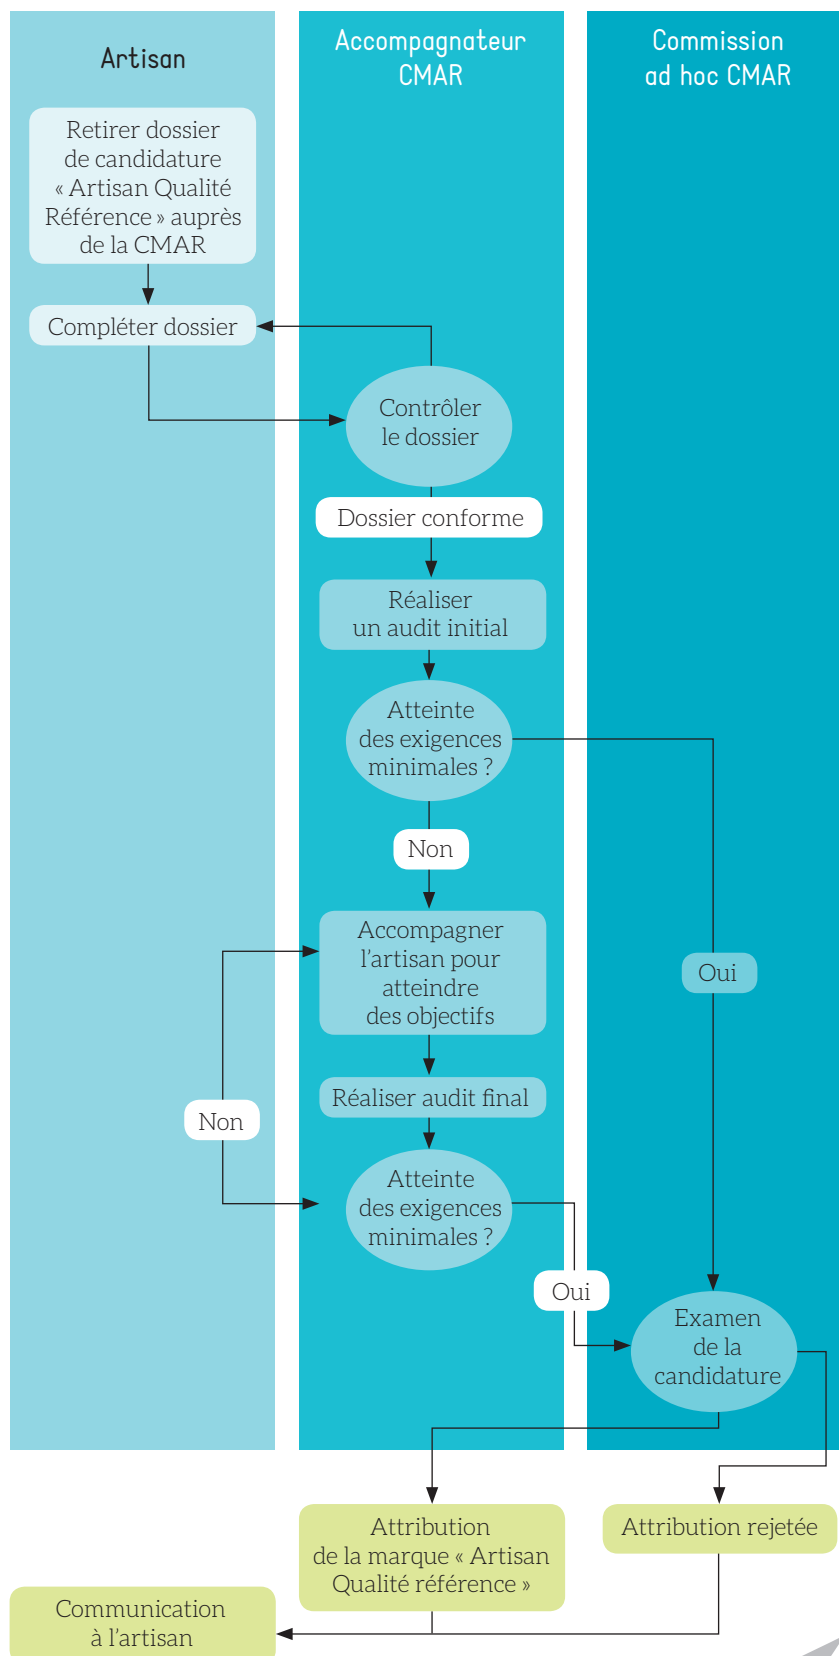 Artisan
Accompagnateur
CMAR
Commission
ad hoc CMAR
Retirer dossier
de candidature
« Artisan Qualité
Référence » auprès
de la CMAR
Compléter dossier
Contrôler
le dossier
Dossier conforme
Réaliser
un audit initial
Atteinte
des exigences
minimales ?
Non
Oui
Accompagner
l'artisan pour
atteindre
des objectifs
Réaliser audit final
Non
Atteinte
des exigences
minimales ?
Oui
Examen
de la
candidature
Attribution
de la marque « Artisan
Qualité référence »
Attribution rejetée
Communication
à l'artisan